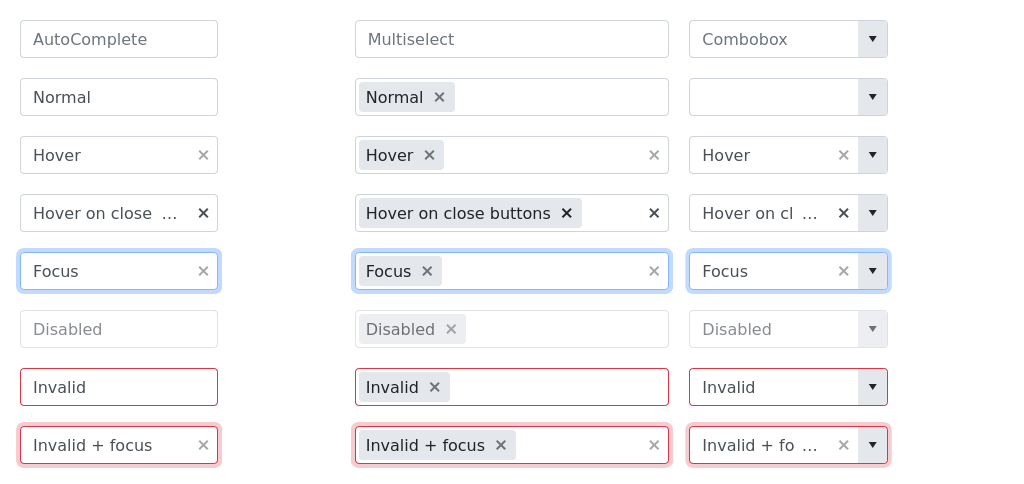 AutoComplete Multiselect Combobox
Normal Normal
Hover Hover Hover
Hover on close ... Hover on close buttons Hover on cl ...
Focus Focus Focus
Disabled Disabled Disabled
Invalid Invalid Invalid
Invalid + focus Invalid + focus Invalid + fo ...